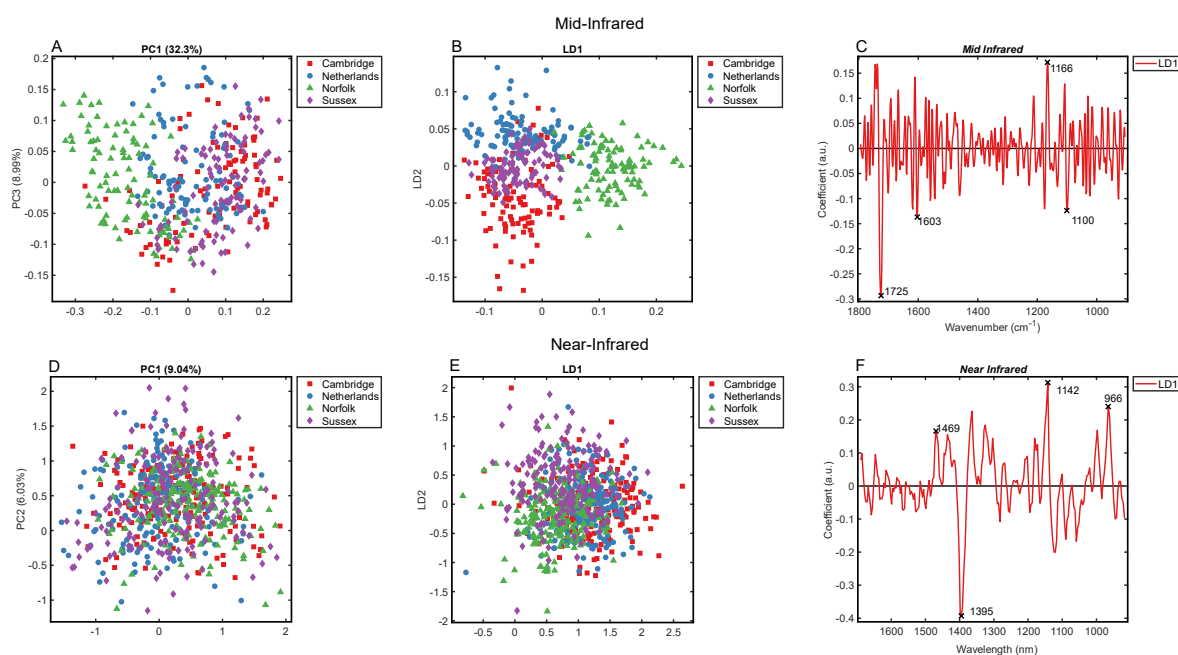 Mid-Infrared
A
PC1 (32.3%)
0.2
0.15
0.1
0.05
0
-0.05
-0.1
-0.15
-0.3 -0.2 -0.1 0 0.1 0.2
PC3 (8.99%)
Cambridge
Netherlands
Norfolk
Sussex
B
LD1
0.1
0.05
0
-0.05
-0.1
-0.15
-0.1 0 0.1 0.2
LD2
Cambridge
Netherlands
Norfolk
Sussex
C
Mid Infrared
0.15
0.1
0.05
0
-0.05
-0.1
-0.15
-0.2
-0.25
-0.3
1800 1600 1400 1200 1000
Coefficient (a.u.)
Wavenumber (cm⁻¹)
1166
1603
1100
1725
LD1
Near-Infrared
D
PC1 (9.04%)
2
1.5
1
0.5
0
-0.5
-1
-1 0 1 2
PC2 (6.03%)
Cambridge
Netherlands
Norfolk
Sussex
E
LD1
2
1.5
1
0.5
0
-0.5
-1
-1.5
-2
-0.5 0 0.5 1 1.5 2 2.5
LD2
Cambridge
Netherlands
Norfolk
Sussex
F
Near Infrared
0.3
0.2
0.1
0
-0.1
-0.2
-0.3
-0.4
1600 1500 1400 1300 1200 1100 1000
Coefficient (a.u.)
Wavelength (nm)
1142
966
1469
1395
LD1